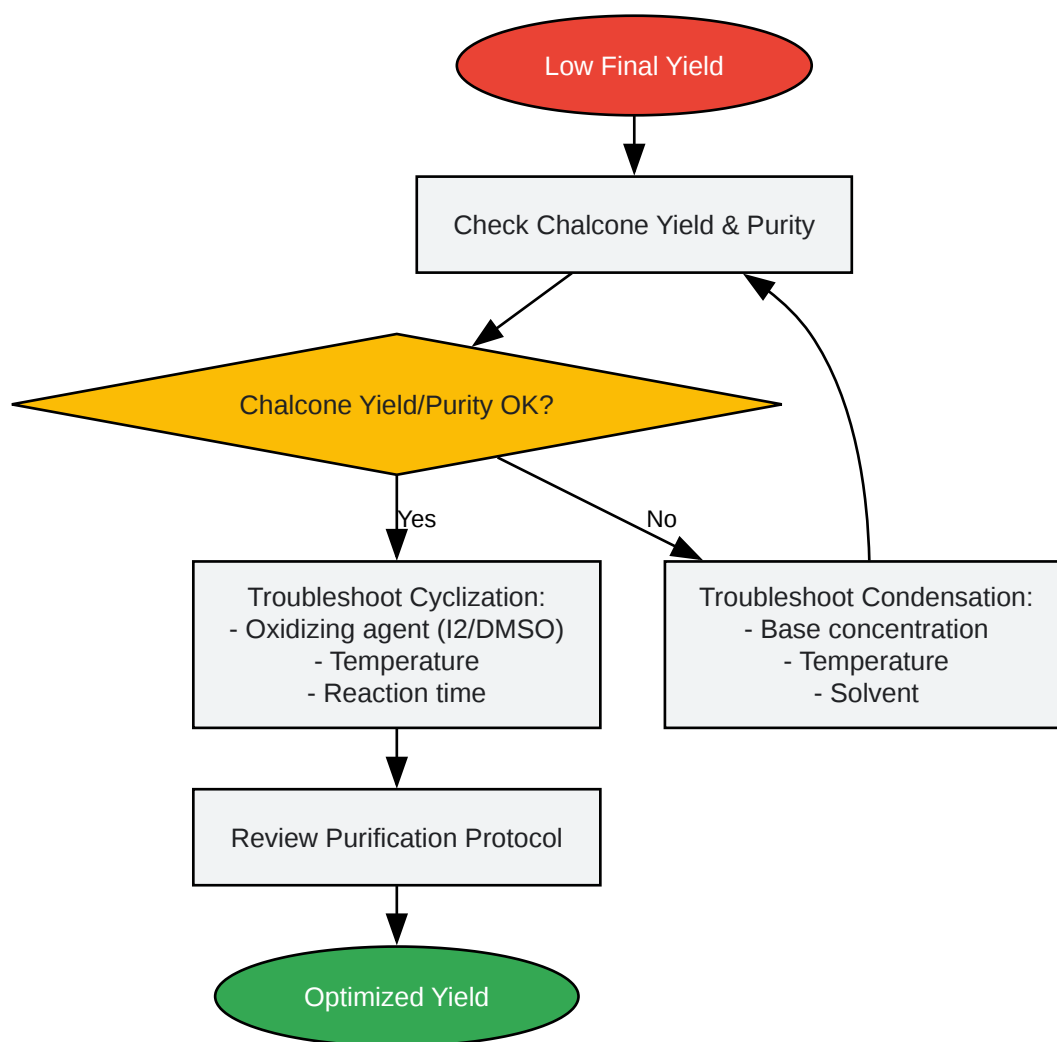 Low Final Yield
Check Chalcone Yield & Purity
Chalcone Yield/Purity OK?
Yes
No
Troubleshoot Cyclization:
- Oxidizing agent (I2/DMSO)
- Temperature
- Reaction time
Troubleshoot Condensation:
- Base concentration
- Temperature
- Solvent
Review Purification Protocol
Optimized Yield